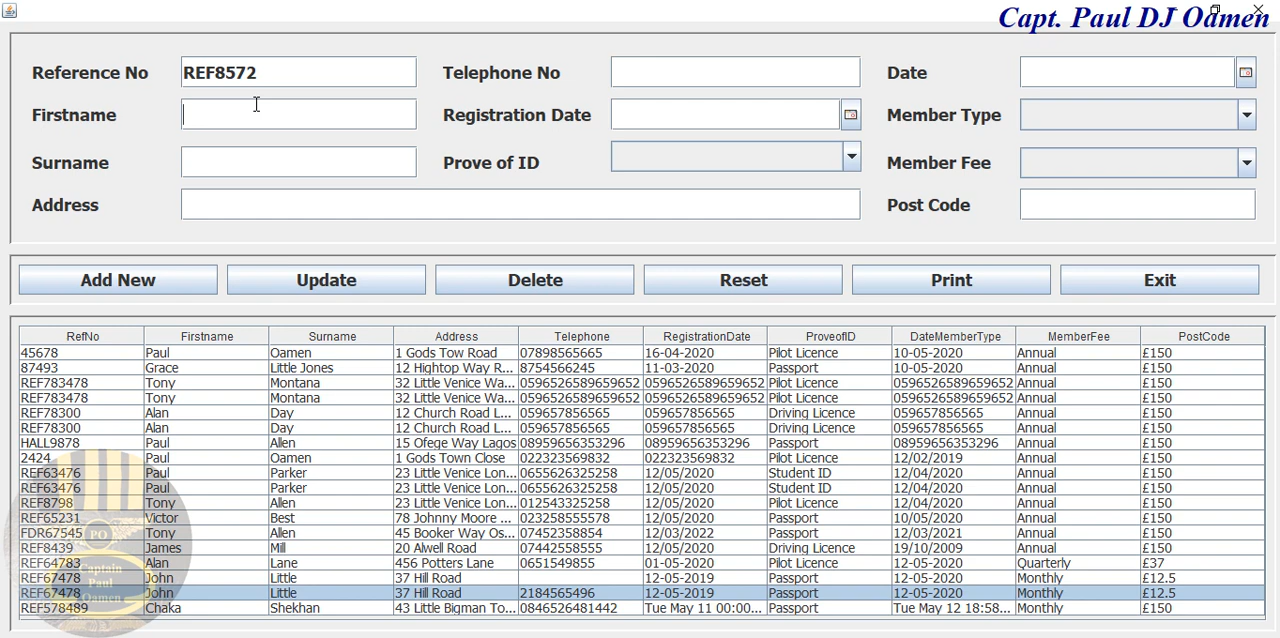 Capt. Paul DJ Oamen
Reference No REF8572 Telephone No Date
Firstname Registration Date Member Type
Surname Prove of ID Member Fee
Address Post Code
Add New Update Delete Reset Print Exit
RefNo Firstname Surname Address Telephone RegistrationDate ProveofID DateMemberType MemberFee PostCode
45678 Paul Oamen 1 Gods Tow Road 07898565665 16-04-2020 Pilot Licence 10-05-2020 Annual £150
87493 Grace Little Jones 12 Hightop Way R... 8754566245 11-03-2020 Passport 10-05-2020 Annual £150
REF783478 Tony Montana 32 Little Venice Wa... 0596526589659652 0596526589659652 Pilot Licence 0596526589659652 Annual £150
REF783478 Tony Montana 32 Little Venice Wa... 0596526589659652 0596526589659652 Pilot Licence 0596526589659652 Annual £150
REF78300 Alan Day 12 Church Road L... 059657856565 059657856565 Driving Licence 059657856565 Annual £150
REF78300 Alan Day 12 Church Road L... 059657856565 059657856565 Driving Licence 059657856565 Annual £150
HALL9878 Paul Allen 15 Ofege Way Lagos 08959656353296 08959656353296 Passport 08959656353296 Annual £150
2424 Paul Oamen 1 Gods Town Close 022323569832 022323569832 Pilot Licence 12/02/2019 Annual £150
REF63476 Paul Parker 23 Little Venice Lon... 0655626325258 12/05/2020 Student ID 12/04/2020 Annual £150
REF63476 Paul Parker 23 Little Venice Lon... 0655626325258 12/05/2020 Student ID 12/04/2020 Annual £150
REF8798 Tony Allen 23 Little Venice Lon... 012543325258 12/05/2020 Pilot Licence 12/04/2020 Annual £150
REF65231 Victor Best 78 Johnny Moore ... 023258555578 12/05/2020 Passport 10/05/2020 Annual £150
FDR67545 Tony Allen 45 Booker Way Os... 07452358854 12/03/2022 Passport 12/03/2021 Annual £150
REF8439 James Mill 20 Alwell Road 07442558555 12/05/2020 Driving Licence 19/10/2009 Annual £150
REF64783 Alan Lane 456 Potters Lane 0651549855 01-05-2020 Pilot Licence 12-05-2020 Quarterly £37
REF67478 John Little 37 Hill Road 12-05-2019 Passport 12-05-2020 Monthly £12.5
REF67478 John Little 37 Hill Road 2184565496 12-05-2019 Passport 12-05-2020 Monthly £12.5
REF578489 Chaka Shekhan 43 Little Bigman To... 0846526481442 Tue May 11 00:00... Passport Tue May 12 18:58... Monthly £150
PO
Captain
Paul
Oamen